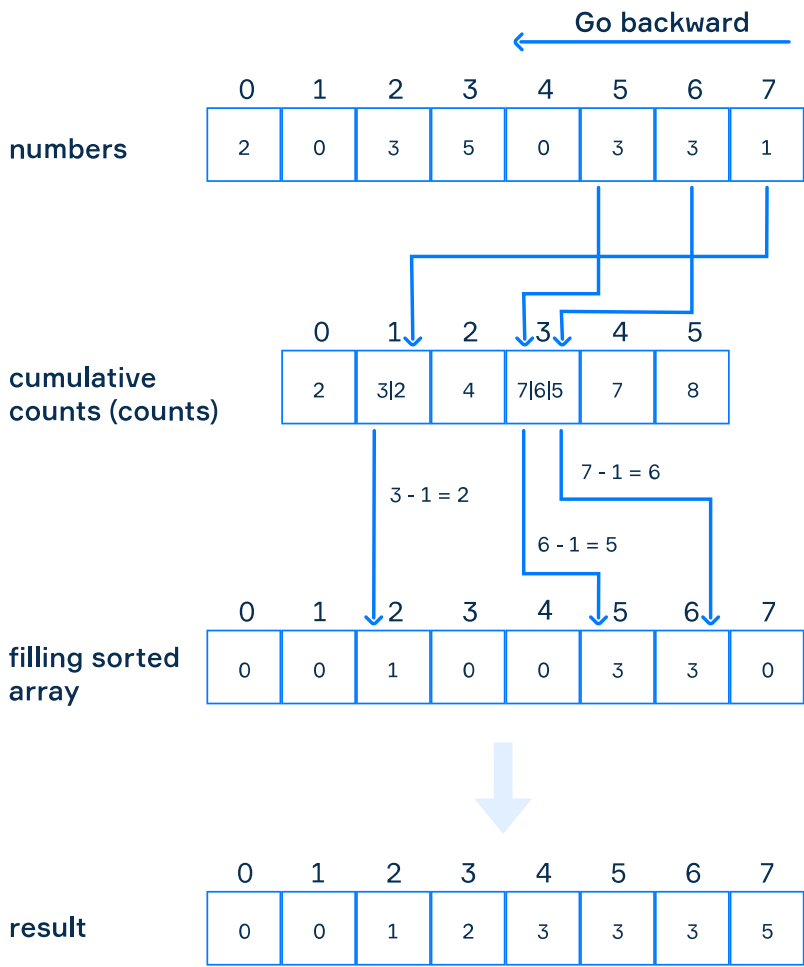 Go backward
0 1 2 3 4 5 6 7
numbers
2 0 3 5 0 3 3 1
0 1 2 3 4 5
cumulative
counts (counts)
2 3|2 4 7|6|5 7 8
7 - 1 = 6
3 - 1 = 2
6 - 1 = 5
0 1 2 3 4 5 6 7
filling sorted
array
0 0 1 0 0 3 3 0
0 1 2 3 4 5 6 7
result
0 0 1 2 3 3 3 5